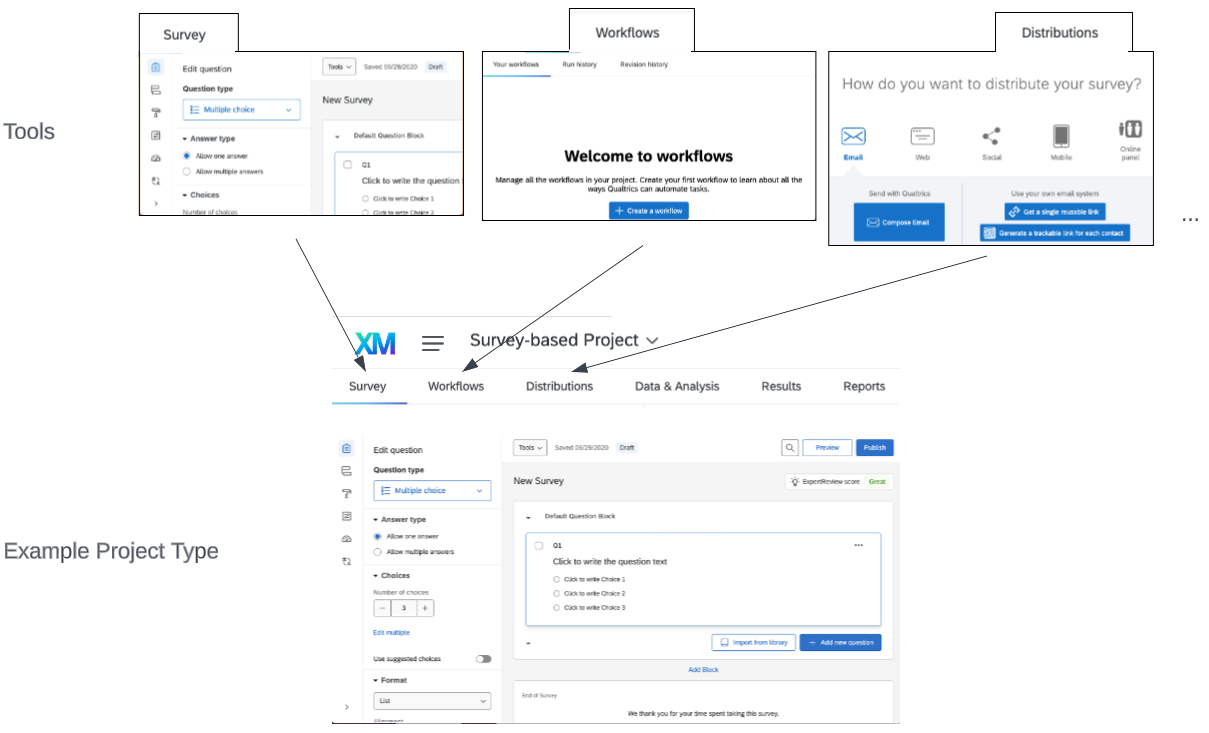 Survey
Workflows
Distributions
Tools
Edit question
Question type
Multiple choice
Answer type
Allow one answer
Allow multiple answers
Choices
Number of choices
Tools
Saved 05/29/2020
Draft
New Survey
Default Question Block
Q1
Click to write the question
Click to write Choice 1
Click to write Choice 2
Your workflows
Run history
Revision history
Welcome to workflows
Manage all the workflows in your project. Create your first workflow to learn about all the
ways Qualtrics can automate tasks.
+ Create a workflow
How do you want to distribute your survey?
Email
Web
Social
Mobile
Online
panel
Send with Qualtrics
Compose Email
Use your own email system
Get a single reusable link
Generate a trackable link for each contact
...
XM
Survey-based Project
Survey
Workflows
Distributions
Data & Analysis
Results
Reports
Example Project Type
Edit question
Question type
Multiple choice
Answer type
Allow one answer
Allow multiple answers
Choices
Number of choices
− 3 +
Edit multiple
Use suggested choices
Format
List
Alignment
Tools
Saved 05/29/2020
Draft
Preview
Publish
New Survey
ExpertReview score Great
Default Question Block
Q1
...
Click to write the question text
Click to write Choice 1
Click to write Choice 2
Click to write Choice 3
Import from library
+ Add new question
Add Block
End of Survey
We thank you for your time spent taking this survey.